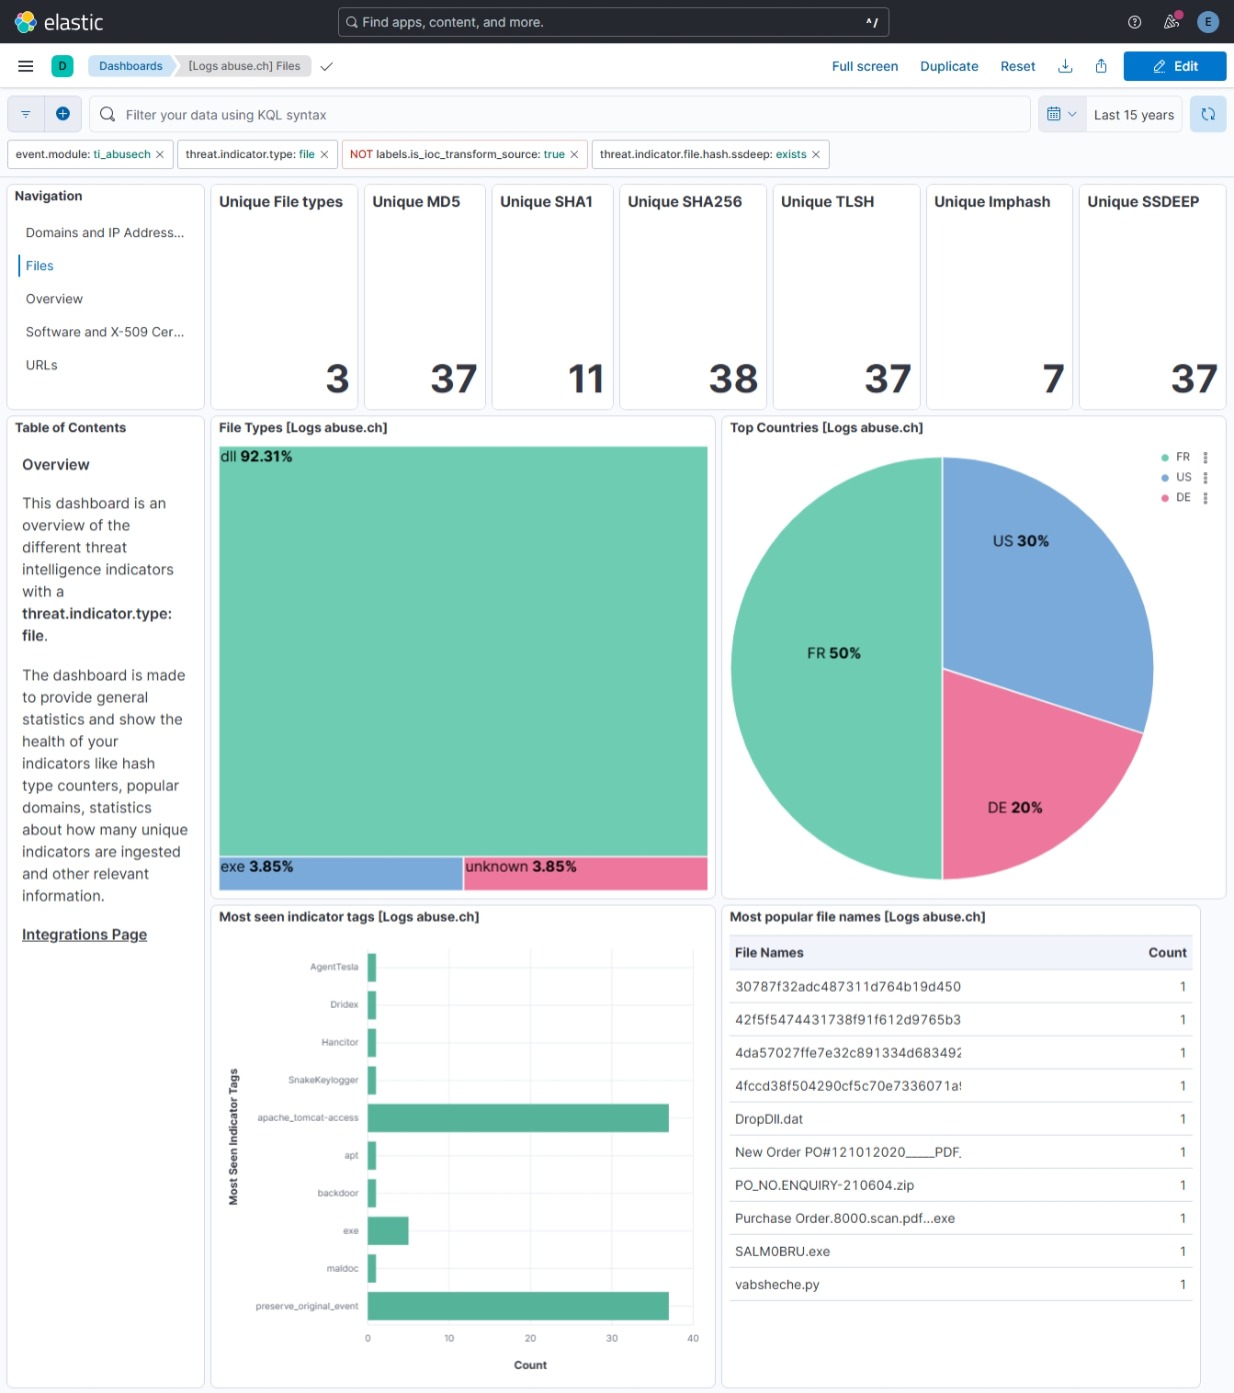 elastic
Find apps, content, and more.
^/
E
D
Dashboards
[Logs abuse.ch] Files
Full screen
Duplicate
Reset
Edit
Filter your data using KQL syntax
Last 15 years
event.module: ti_abusech
threat.indicator.type: file
NOT labels.is_ioc_transform_source: true
threat.indicator.file.hash.ssdeep: exists
Navigation
Domains and IP Address...
Files
Overview
Software and X-509 Cer...
URLs
Unique File types
3
Unique MD5
37
Unique SHA1
11
Unique SHA256
38
Unique TLSH
37
Unique Imphash
7
Unique SSDEEP
37
Table of Contents
Overview
This dashboard is an
overview of the
different threat
intelligence indicators
with a
threat.indicator.type:
file.
The dashboard is made
to provide general
statistics and show the
health of your
indicators like hash
type counters, popular
domains, statistics
about how many unique
indicators are ingested
and other relevant
information.
Integrations Page
File Types [Logs abuse.ch]
dll 92.31%
exe 3.85%
unknown 3.85%
Top Countries [Logs abuse.ch]
FR
US
DE
US 30%
FR 50%
DE 20%
Most seen indicator tags [Logs abuse.ch]
Most Seen Indicator Tags
AgentTesla
Dridex
Hancitor
SnakeKeylogger
apache_tomcat-access
apt
backdoor
exe
maldoc
preserve_original_event
0 10 20 30 40
Count
Most popular file names [Logs abuse.ch]
File Names Count
30787f32adc487311d764b19d450 1
42f5f5474431738f91f612d9765b3 1
4da57027ffe7e32c891334d683492 1
4fccd38f504290cf5c70e7336071a 1
DropDll.dat 1
New Order PO#121012020_____PDF_ 1
PO_NO.ENQUIRY-210604.zip 1
Purchase Order.8000.scan.pdf...exe 1
SALM0BRU.exe 1
vabsheche.py 1